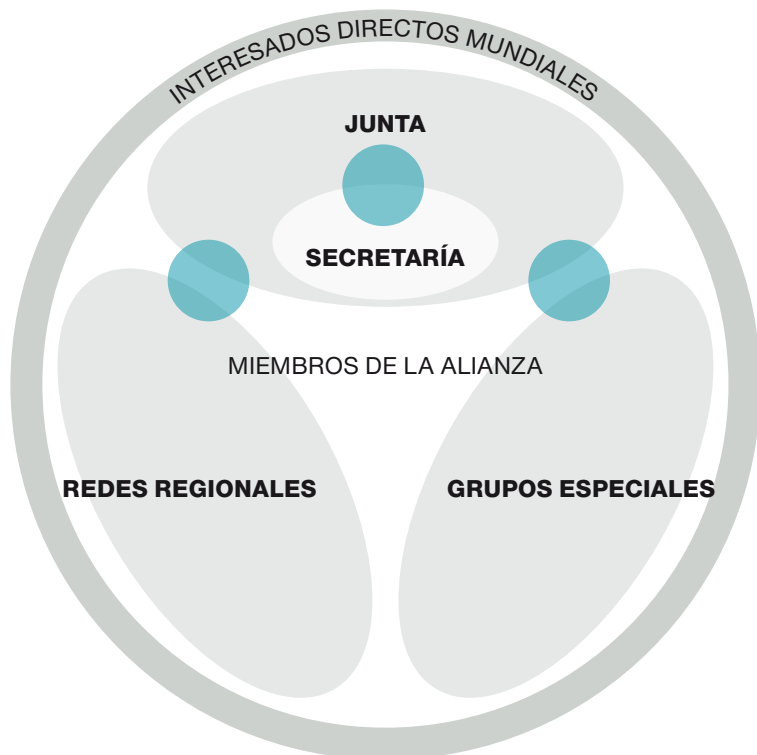 INTERESADOS DIRECTOS MUNDIALES
JUNTA
SECRETARÍA
MIEMBROS DE LA ALIANZA
REDES REGIONALES
GRUPOS ESPECIALES